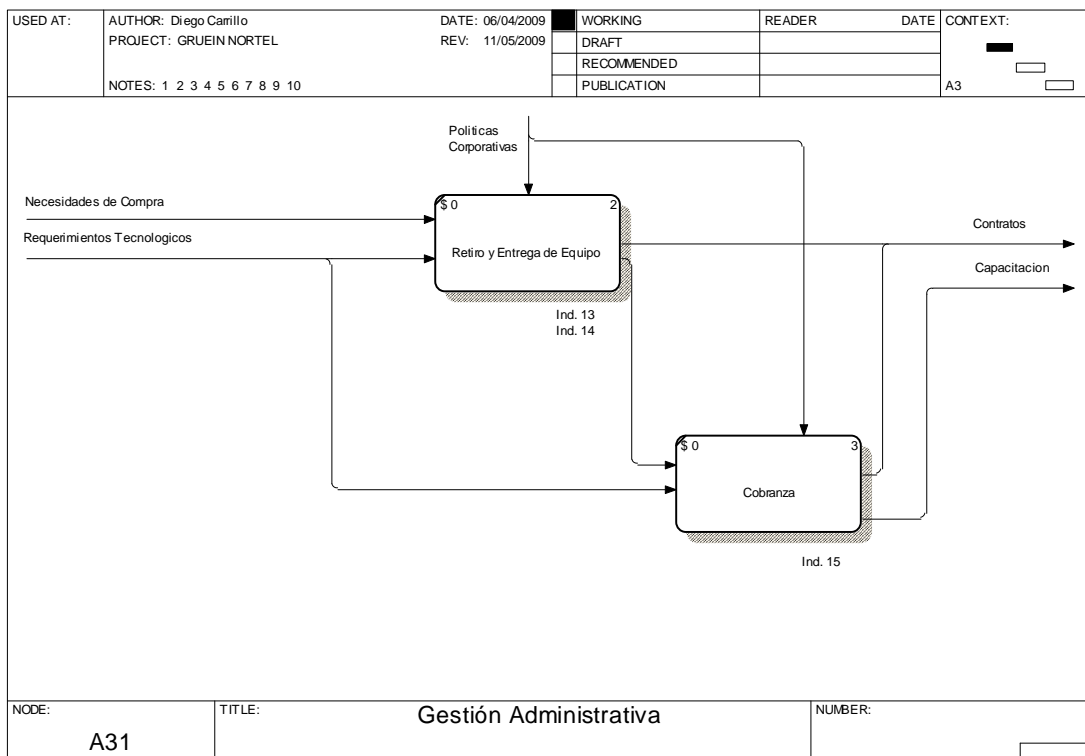 USED AT:
AUTHOR: Diego Carrillo
DATE: 06/04/2009
PROJECT: GRUEIN NORTEL
REV: 11/05/2009
NOTES: 1 2 3 4 5 6 7 8 9 10
WORKING
DRAFT
RECOMMENDED
PUBLICATION
READER
DATE
CONTEXT:
A3
Politicas
Corporativas
Necesidades de Compra
Requerimientos Tecnologicos
$ 0
2
Retiro y Entrega de Equipo
Ind. 13
Ind. 14
Contratos
Capacitacion
$ 0
3
Cobranza
Ind. 15
NODE:
A31
TITLE:
Gestión Administrativa
NUMBER: